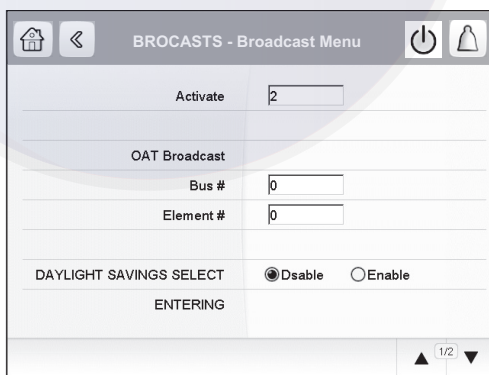 BROCASTS - Broadcast Menu
Activate 2
OAT Broadcast
Bus # 0
Element # 0
DAYLIGHT SAVINGS SELECT Dsable Enable
ENTERING
1/2